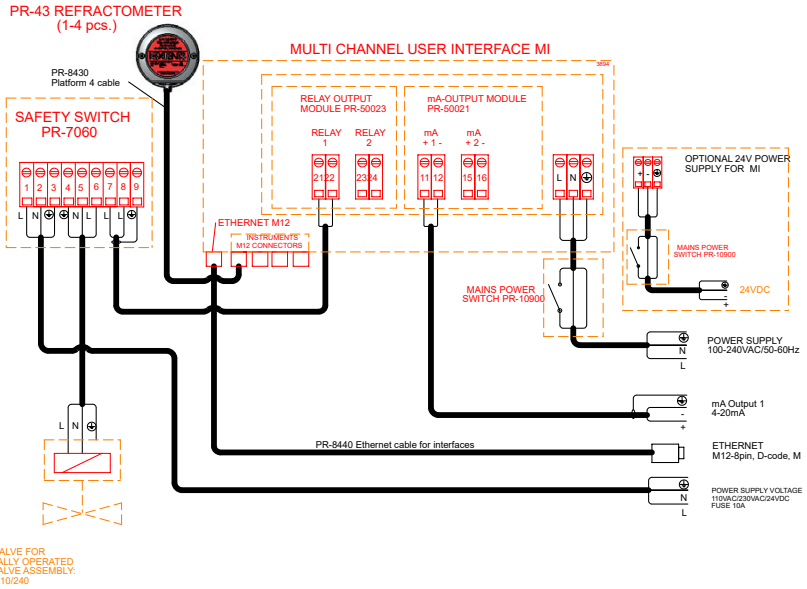 PR-43 REFRACTOMETER
(1-4 pcs.)
MULTI CHANNEL USER INTERFACE MI
3894
PR-8430
Platform 4 cable
SAFETY SWITCH
PR-7060
1 2 3 4 5 6 7 8 9
L N L N L L
RELAY OUTPUT
MODULE PR-50023
RELAY
1
RELAY
2
21 22
23 24
mA-OUTPUT MODULE
PR-50021
mA
+ 1 -
mA
+ 2 -
11 12
15 16
L N
OPTIONAL 24V POWER
SUPPLY FOR MI
+ -
MAINS POWER
SWITCH PR-10900
24VDC
-
+
ETHERNET M12
INSTRUMENTS
M12 CONNECTORS
MAINS POWER
SWITCH PR-10900
POWER SUPPLY
100-240VAC/50-60Hz
N
L
mA Output 1
4-20mA
-
+
PR-8440 Ethernet cable for interfaces
ETHERNET
M12-8pin, D-code, M
POWER SUPPLY VOLTAGE
110VAC/230VAC/24VDC
FUSE 10A
N
L
L N
ALVE FOR
ALLY OPERATED
ALVE ASSEMBLY:
10/240